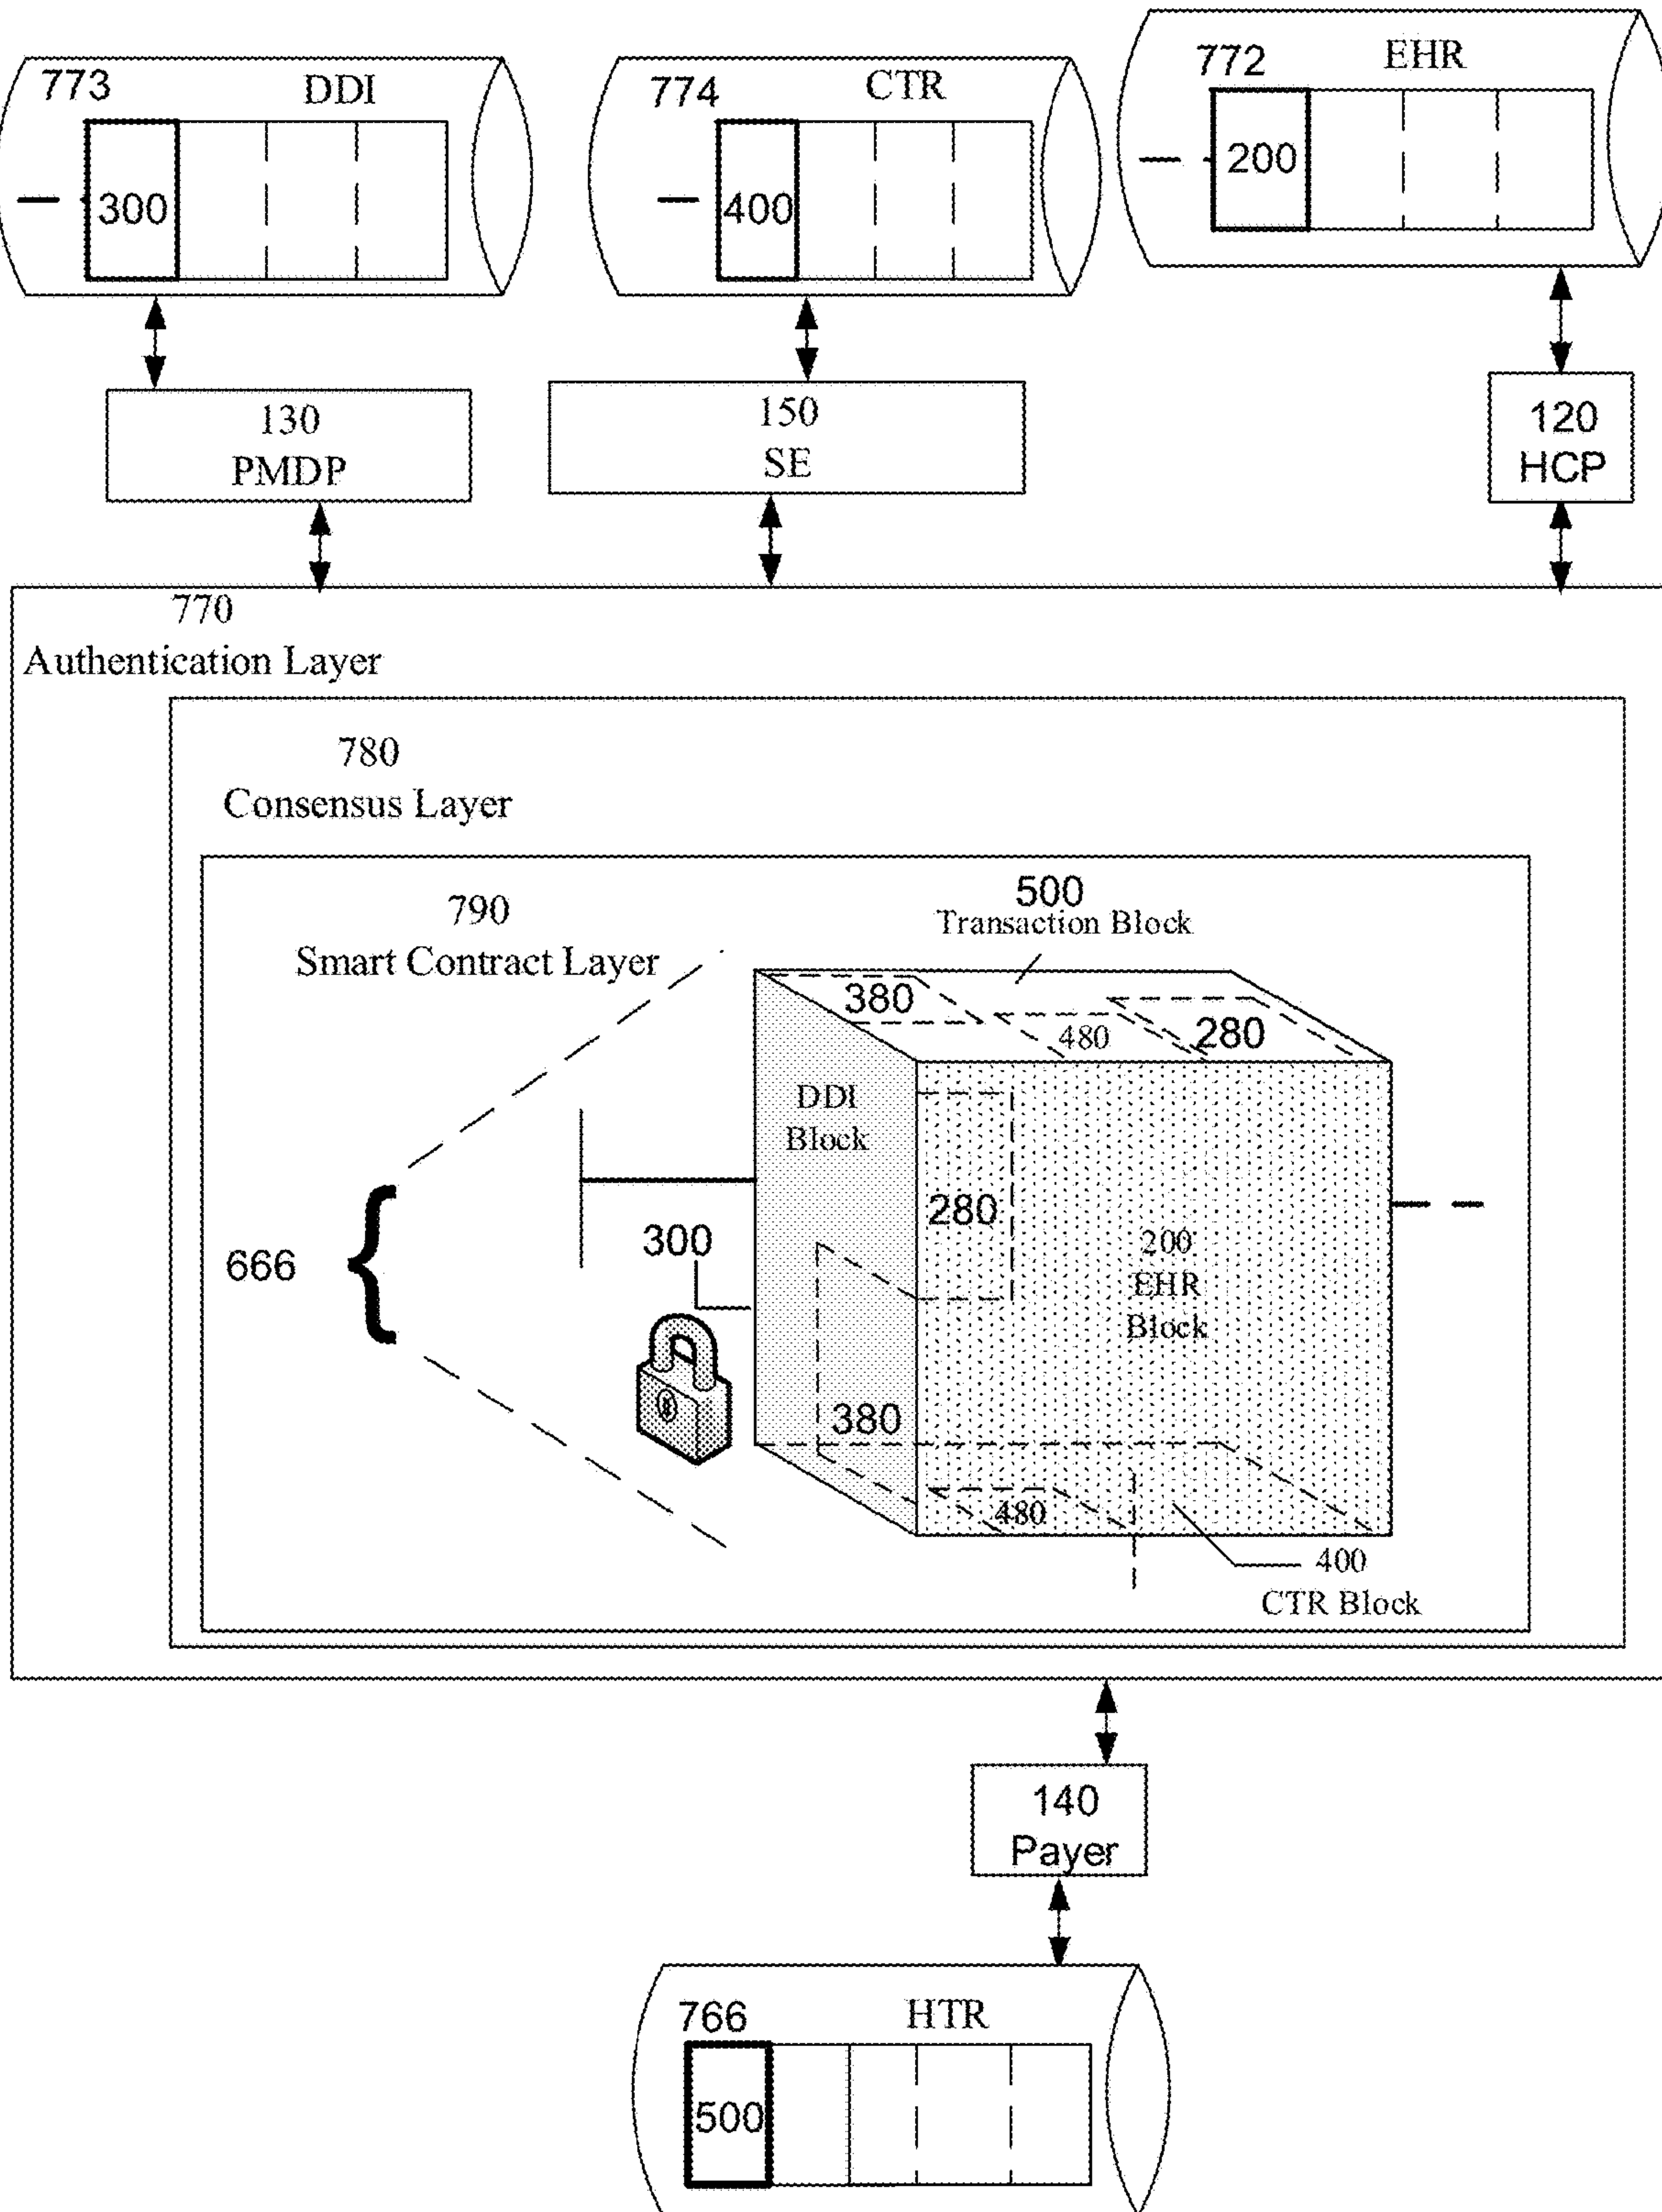 773
DDI
300
774
CTR
400
772
EHR
200
130
PMDP
150
SE
120
HCP
770
Authentication Layer
780
Consensus Layer
790
Smart Contract Layer
500
Transaction Block
380
480
280
DDI
Block
280
300
666
200
EHR
Block
380
480
400
CTR Block
140
Payer
766
HTR
500